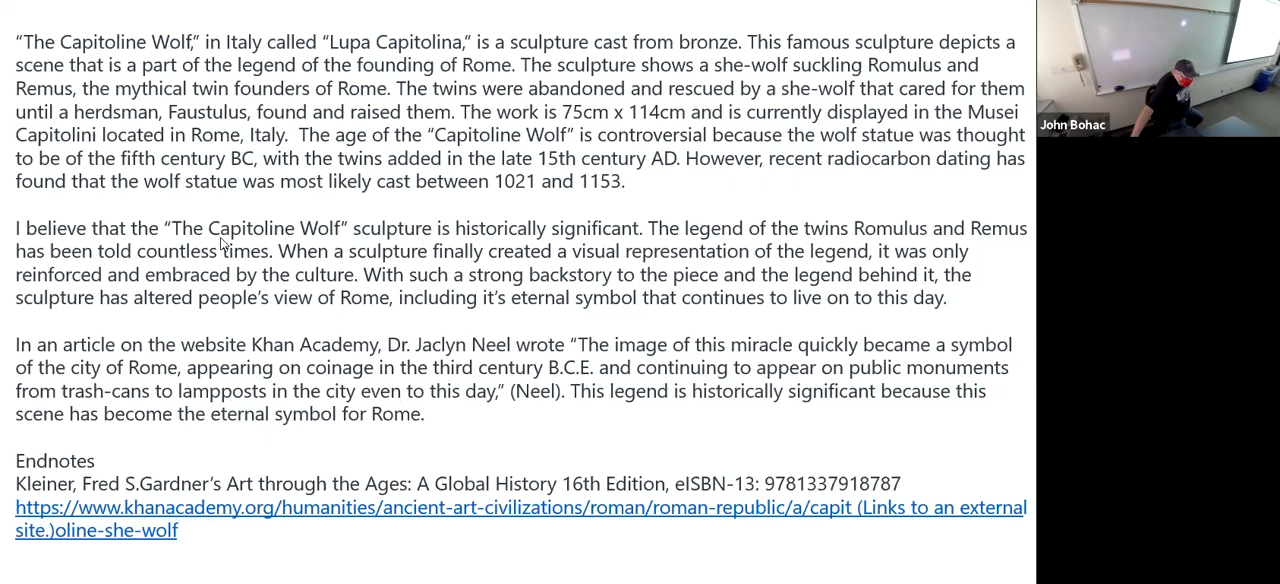 “The Capitoline Wolf,” in Italy called “Lupa Capitolina,” is a sculpture cast from bronze. This famous sculpture depicts a
scene that is a part of the legend of the founding of Rome. The sculpture shows a she-wolf suckling Romulus and
Remus, the mythical twin founders of Rome. The twins were abandoned and rescued by a she-wolf that cared for them
until a herdsman, Faustulus, found and raised them. The work is 75cm x 114cm and is currently displayed in the Musei
Capitolini located in Rome, Italy.  The age of the “Capitoline Wolf” is controversial because the wolf statue was thought
to be of the fifth century BC, with the twins added in the late 15th century AD. However, recent radiocarbon dating has
found that the wolf statue was most likely cast between 1021 and 1153.
I believe that the “The Capitoline Wolf” sculpture is historically significant. The legend of the twins Romulus and Remus
has been told countless times. When a sculpture finally created a visual representation of the legend, it was only
reinforced and embraced by the culture. With such a strong backstory to the piece and the legend behind it, the
sculpture has altered people’s view of Rome, including it’s eternal symbol that continues to live on to this day.
In an article on the website Khan Academy, Dr. Jaclyn Neel wrote “The image of this miracle quickly became a symbol
of the city of Rome, appearing on coinage in the third century B.C.E. and continuing to appear on public monuments
from trash-cans to lampposts in the city even to this day,” (Neel). This legend is historically significant because this
scene has become the eternal symbol for Rome.
Endnotes
Kleiner, Fred S.Gardner’s Art through the Ages: A Global History 16th Edition, eISBN-13: 9781337918787
https://www.khanacademy.org/humanities/ancient-art-civilizations/roman/roman-republic/a/capit (Links to an external
site.)oline-she-wolf
John Bohac